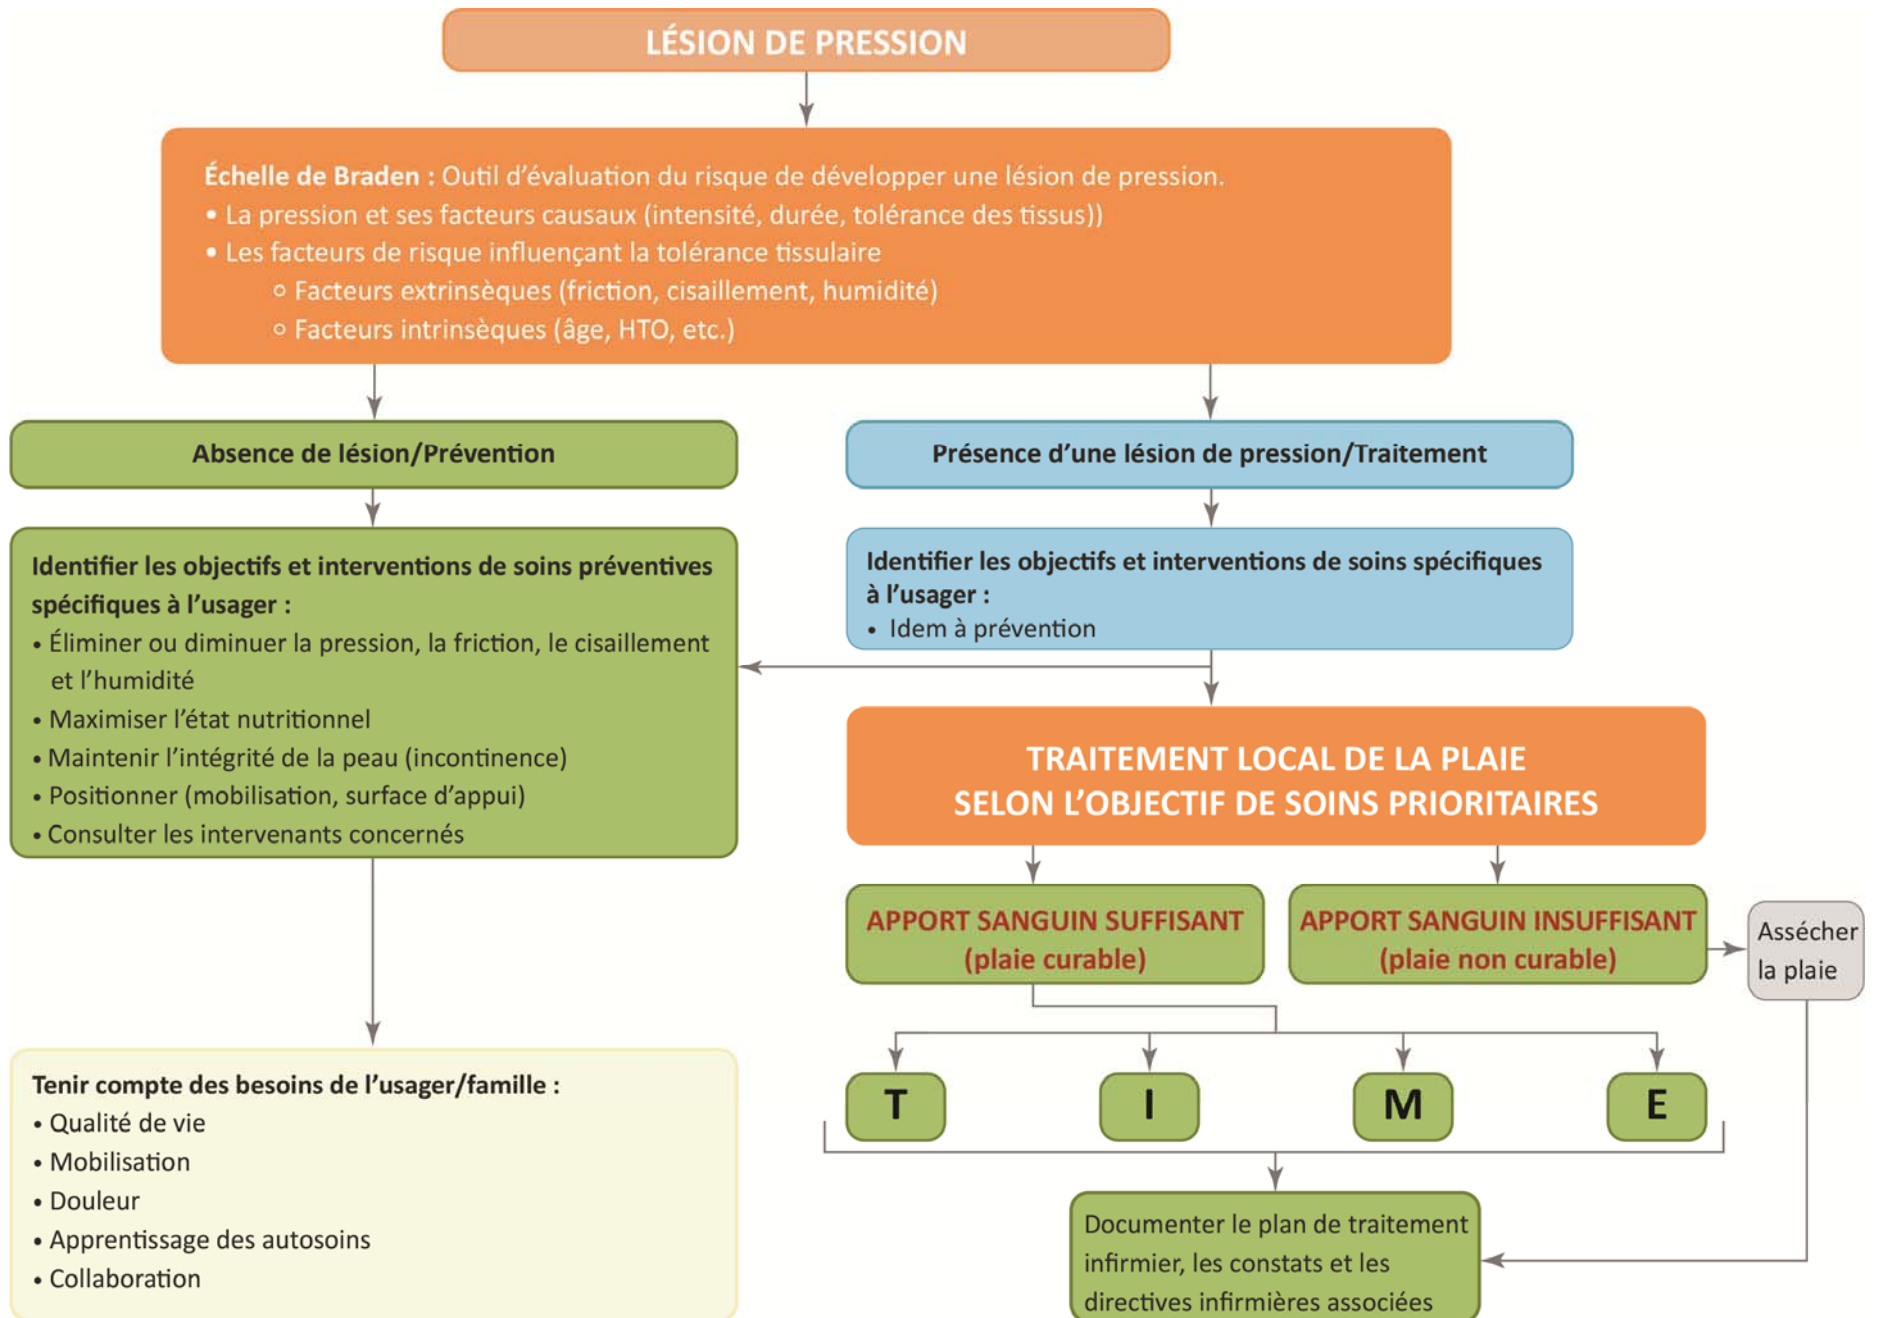 LÉSION DE PRESSION
Échelle de Braden : Outil d'évaluation du risque de développer une lésion de pression.
• La pression et ses facteurs causaux (intensité, durée, tolérance des tissus))
• Les facteurs de risque influençant la tolérance tissulaire
○ Facteurs extrinsèques (friction, cisaillement, humidité)
○ Facteurs intrinsèques (âge, HTO, etc.)
Absence de lésion/Prévention
Identifier les objectifs et interventions de soins préventives
spécifiques à l'usager :
• Éliminer ou diminuer la pression, la friction, le cisaillement
et l'humidité
• Maximiser l'état nutritionnel
• Maintenir l'intégrité de la peau (incontinence)
• Positionner (mobilisation, surface d'appui)
• Consulter les intervenants concernés
Tenir compte des besoins de l'usager/famille :
• Qualité de vie
• Mobilisation
• Douleur
• Apprentissage des autosoins
• Collaboration
Présence d'une lésion de pression/Traitement
Identifier les objectifs et interventions de soins spécifiques
à l'usager :
• Idem à prévention
TRAITEMENT LOCAL DE LA PLAIE
SELON L'OBJECTIF DE SOINS PRIORITAIRES
APPORT SANGUIN SUFFISANT
(plaie curable)
APPORT SANGUIN INSUFFISANT
(plaie non curable)
Assécher
la plaie
T
I
M
E
Documenter le plan de traitement
infirmier, les constats et les
directives infirmières associées